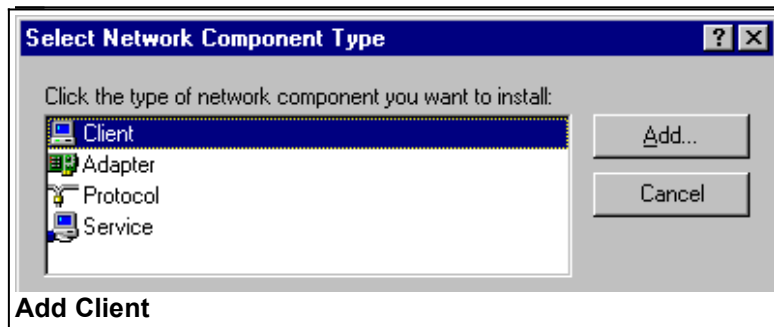 Select Network Component Type
Click the type of network component you want to install:
Client
Adapter
Protocol
Service
Add...
Cancel
Add Client